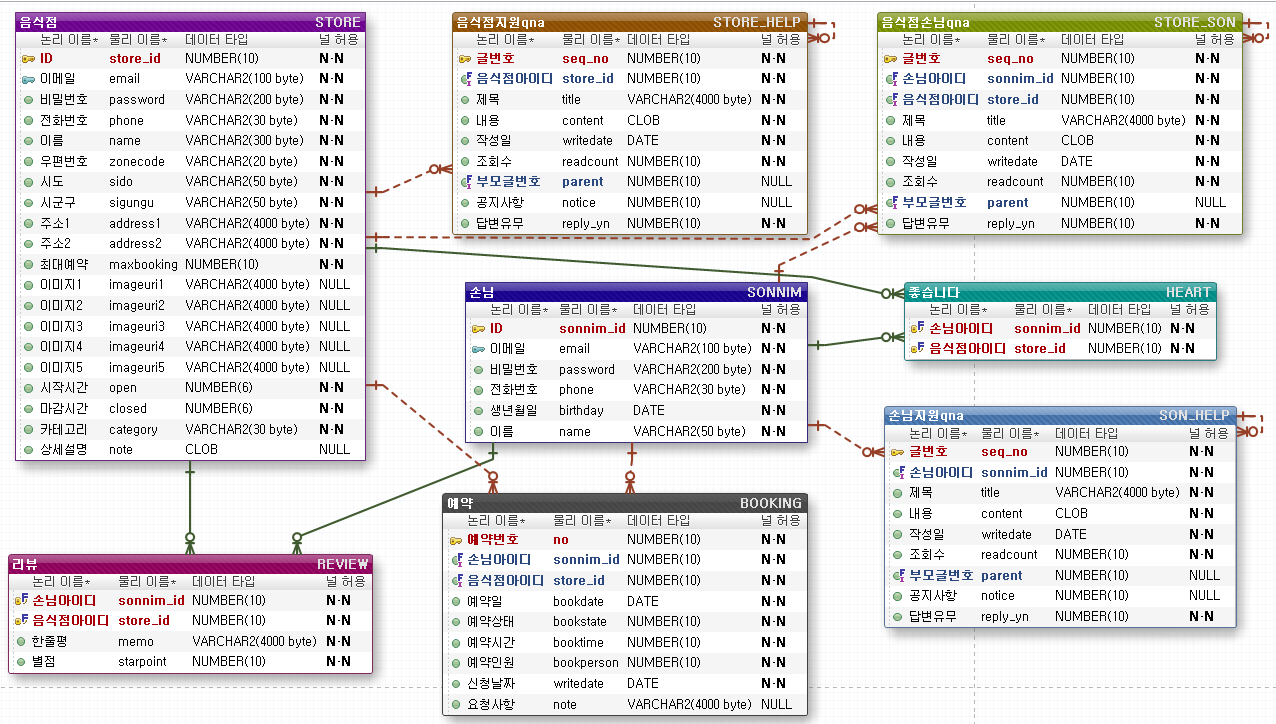 음식점 STORE
논리 이름* 물리 이름* 데이터 타입 널 허용
ID store_id NUMBER(10) N-N
이메일 email VARCHAR2(100 byte) N-N
비밀번호 password VARCHAR2(200 byte) N-N
전화번호 phone VARCHAR2(30 byte) N-N
이름 name VARCHAR2(300 byte) N-N
우편번호 zonecode VARCHAR2(20 byte) N-N
시도 sido VARCHAR2(50 byte) N-N
시군구 sigungu VARCHAR2(50 byte) N-N
주소1 address1 VARCHAR2(4000 byte) N-N
주소2 address2 VARCHAR2(4000 byte) N-N
최대예약 maxbooking NUMBER(10) N-N
이미지1 imageuri1 VARCHAR2(4000 byte) NULL
이미지2 imageuri2 VARCHAR2(4000 byte) NULL
이미지3 imageuri3 VARCHAR2(4000 byte) NULL
이미지4 imageuri4 VARCHAR2(4000 byte) NULL
이미지5 imageuri5 VARCHAR2(4000 byte) NULL
시작시간 open NUMBER(6) N-N
마감시간 closed NUMBER(6) N-N
카테고리 category VARCHAR2(30 byte) N-N
상세설명 note CLOB NULL
음식점지원qna STORE_HELP
논리 이름* 물리 이름* 데이터 타입 널 허용
글번호 seq_no NUMBER(10) N-N
음식점아이디 store_id NUMBER(10) N-N
제목 title VARCHAR2(4000 byte) N-N
내용 content CLOB N-N
작성일 writedate DATE N-N
조회수 readcount NUMBER(10) N-N
부모글번호 parent NUMBER(10) NULL
공지사항 notice NUMBER(10) NULL
답변유무 reply_yn NUMBER(10) N-N
음식점손님qna STORE_SON
논리 이름* 물리 이름* 데이터 타입 널 허용
글번호 seq_no NUMBER(10) N-N
손님아이디 sonnim_id NUMBER(10) N-N
음식점아이디 store_id NUMBER(10) N-N
제목 title VARCHAR2(4000 byte) N-N
내용 content CLOB N-N
작성일 writedate DATE N-N
조회수 readcount NUMBER(10) N-N
부모글번호 parent NUMBER(10) NULL
답변유무 reply_yn NUMBER(10) N-N
손님 SONNIM
논리 이름* 물리 이름* 데이터 타입 널 허용
ID sonnim_id NUMBER(10) N-N
이메일 email VARCHAR2(100 byte) N-N
비밀번호 password VARCHAR2(200 byte) N-N
전화번호 phone VARCHAR2(30 byte) N-N
생년월일 birthday DATE N-N
이름 name VARCHAR2(50 byte) N-N
좋습니다 HEART
논리 이름* 물리 이름* 데이터 타입 널 허용
손님아이디 sonnim_id NUMBER(10) N-N
음식점아이디 store_id NUMBER(10) N-N
손님지원qna SON_HELP
논리 이름* 물리 이름* 데이터 타입 널 허용
글번호 seq_no NUMBER(10) N-N
손님아이디 sonnim_id NUMBER(10) N-N
제목 title VARCHAR2(4000 byte) N-N
내용 content CLOB N-N
작성일 writedate DATE N-N
조회수 readcount NUMBER(10) N-N
부모글번호 parent NUMBER(10) NULL
공지사항 notice NUMBER(10) NULL
답변유무 reply_yn NUMBER(10) N-N
예약 BOOKING
논리 이름* 물리 이름* 데이터 타입 널 허용
예약번호 no NUMBER(10) N-N
손님아이디 sonnim_id NUMBER(10) N-N
음식점아이디 store_id NUMBER(10) N-N
예약일 bookdate DATE N-N
예약상태 bookstate NUMBER(10) N-N
예약시간 booktime NUMBER(10) N-N
예약인원 bookperson NUMBER(10) N-N
신청날짜 writedate DATE N-N
요청사항 note VARCHAR2(4000 byte) NULL
리뷰 REVIEW
논리 이름* 물리 이름* 데이터 타입 널 허용
손님아이디 sonnim_id NUMBER(10) N-N
음식점아이디 store_id NUMBER(10) N-N
한줄평 memo VARCHAR2(4000 byte) N-N
별점 starpoint NUMBER(10) N-N